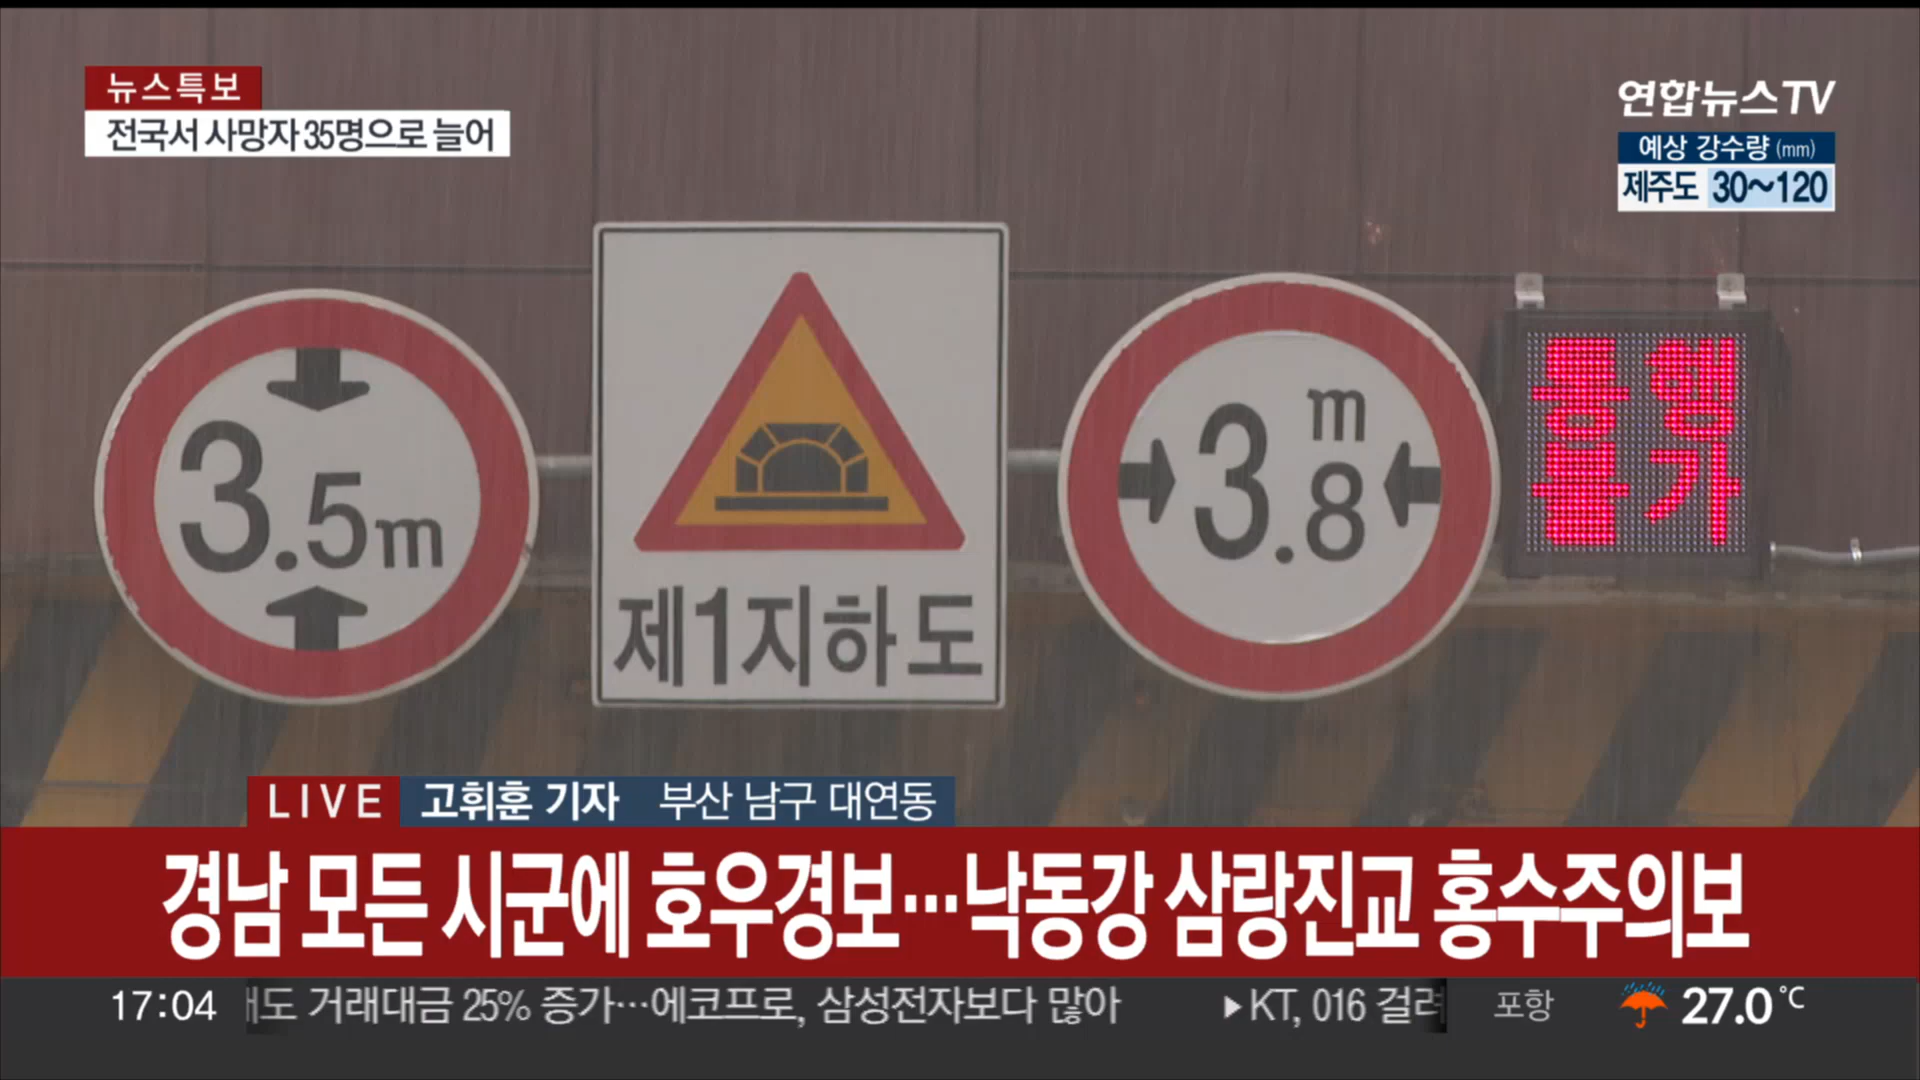 뉴스특보
전국서 사망자 35명으로 늘어
연합뉴스TV
예상 강수량 (mm)
제주도 30~120
3.5m
제1지하도
3.8m
통행
불가
LIVE 고휘훈 기자 부산 남구 대연동
경남 모든 시군에 호우경보…낙동강 삼랑진교 홍수주의보
17:04 도 거래대금 25% 증가…에코프로, 삼성전자보다 많아 ▶KT, 016 걸려 포항 27.0℃